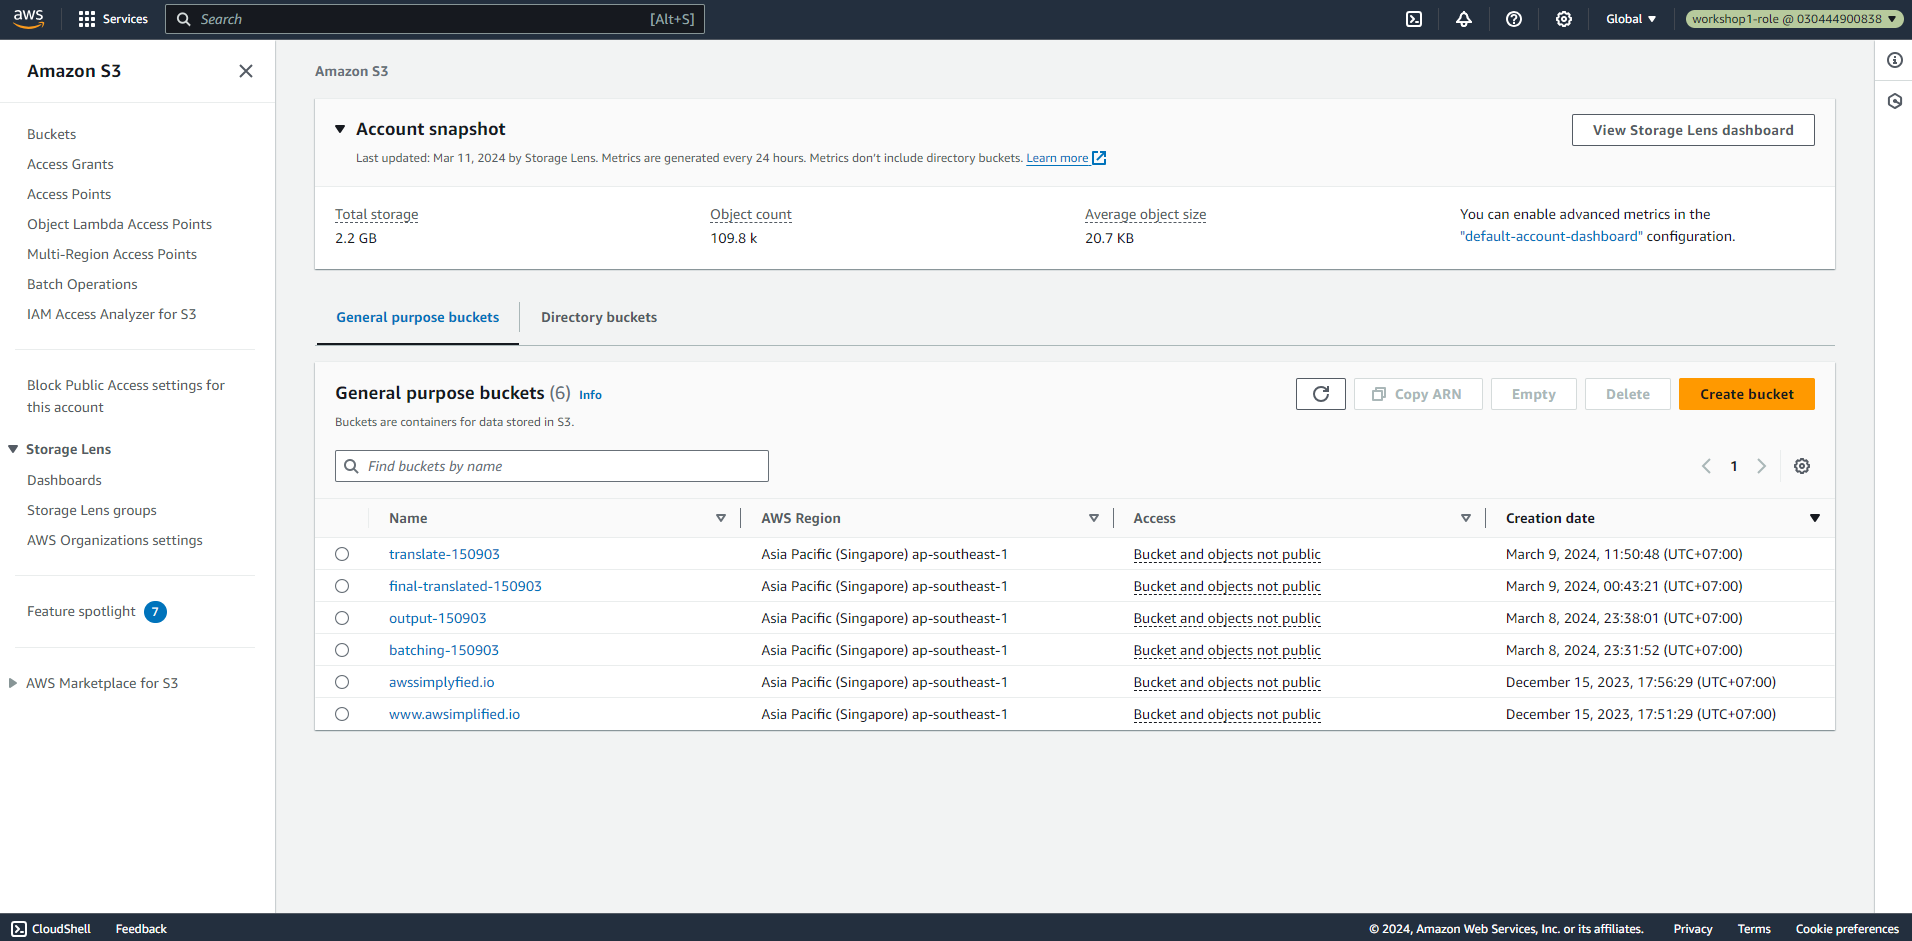 aws
Services
Search
[Alt+S]
Global
workshop1-role @ 030444900838
Amazon S3
Buckets
Access Grants
Access Points
Object Lambda Access Points
Multi-Region Access Points
Batch Operations
IAM Access Analyzer for S3
Block Public Access settings for
this account
Storage Lens
Dashboards
Storage Lens groups
AWS Organizations settings
Feature spotlight 7
AWS Marketplace for S3
Amazon S3
Account snapshot
View Storage Lens dashboard
Last updated: Mar 11, 2024 by Storage Lens. Metrics are generated every 24 hours. Metrics don't include directory buckets. Learn more
Total storage
2.2 GB
Object count
109.8 k
Average object size
20.7 KB
You can enable advanced metrics in the
"default-account-dashboard" configuration.
General purpose buckets
Directory buckets
General purpose buckets (6) Info
Copy ARN
Empty
Delete
Create bucket
Buckets are containers for data stored in S3.
Find buckets by name
1
Name AWS Region Access Creation date
translate-150903 Asia Pacific (Singapore) ap-southeast-1 Bucket and objects not public March 9, 2024, 11:50:48 (UTC+07:00)
final-translated-150903 Asia Pacific (Singapore) ap-southeast-1 Bucket and objects not public March 9, 2024, 00:43:21 (UTC+07:00)
output-150903 Asia Pacific (Singapore) ap-southeast-1 Bucket and objects not public March 8, 2024, 23:38:01 (UTC+07:00)
batching-150903 Asia Pacific (Singapore) ap-southeast-1 Bucket and objects not public March 8, 2024, 23:31:52 (UTC+07:00)
awssimplyfied.io Asia Pacific (Singapore) ap-southeast-1 Bucket and objects not public December 15, 2023, 17:56:29 (UTC+07:00)
www.awsimplified.io Asia Pacific (Singapore) ap-southeast-1 Bucket and objects not public December 15, 2023, 17:51:29 (UTC+07:00)
CloudShell
Feedback
© 2024, Amazon Web Services, Inc. or its affiliates.
Privacy
Terms
Cookie preferences